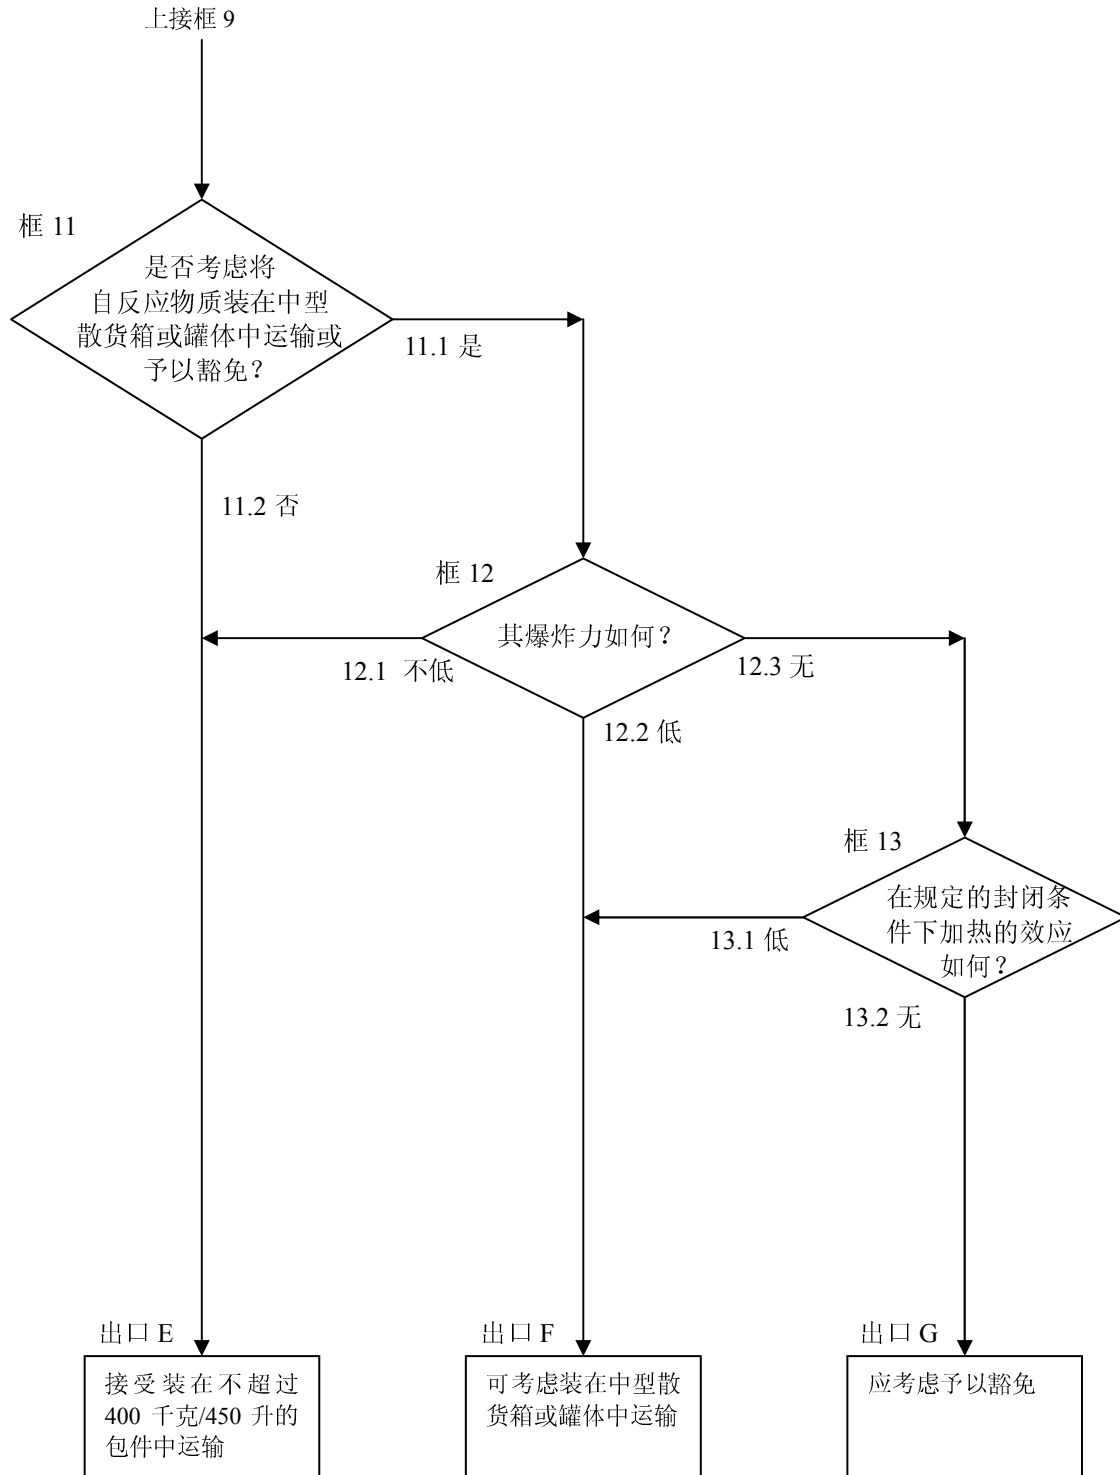 上接框 9
框 11
是否考虑将
自反应物质装在中型
散货箱或罐体中运输或
予以豁免？
11.1 是
11.2 否
框 12
其爆炸力如何？
12.1 不低
12.3 无
12.2 低
框 13
在规定的封闭条
件下加热的效应
如何？
13.1 低
13.2 无
出口 E
接受装在不超过
400 千克/450 升的
包件中运输
出口 F
可考虑装在中型散
货箱或罐体中运输
出口 G
应考虑予以豁免